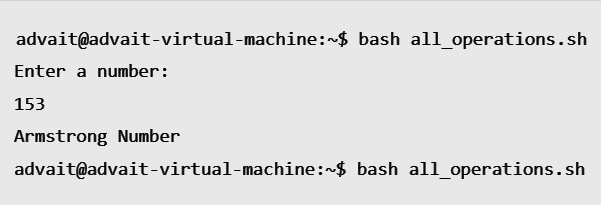 advait@advait-virtual-machine:~$ bash all_operations.sh
Enter a number:
153
Armstrong Number
advait@advait-virtual-machine:~$ bash all_operations.sh